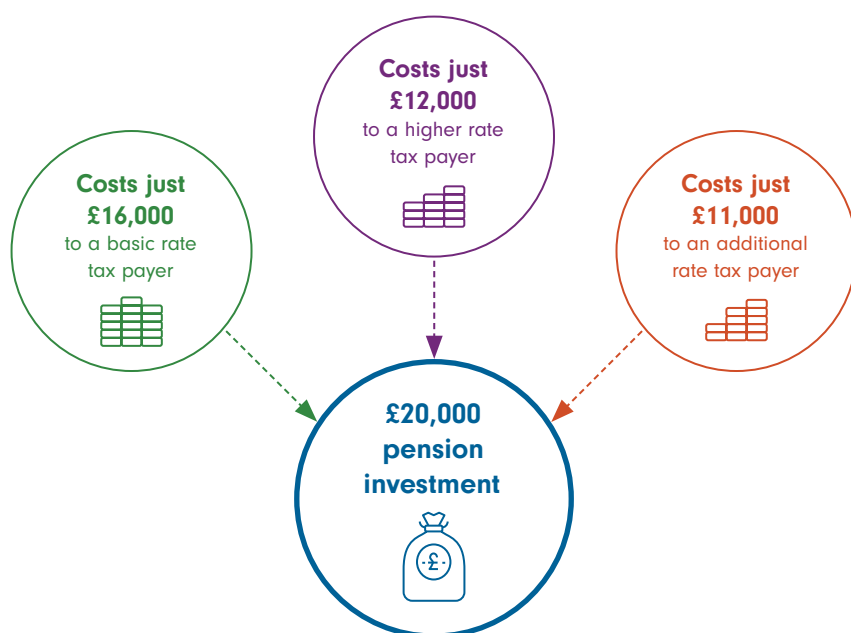 Costs just
£12,000
to a higher rate
tax payer
Costs just
£16,000
to a basic rate
tax payer
Costs just
£11,000
to an additional
rate tax payer
£20,000
pension
investment
£